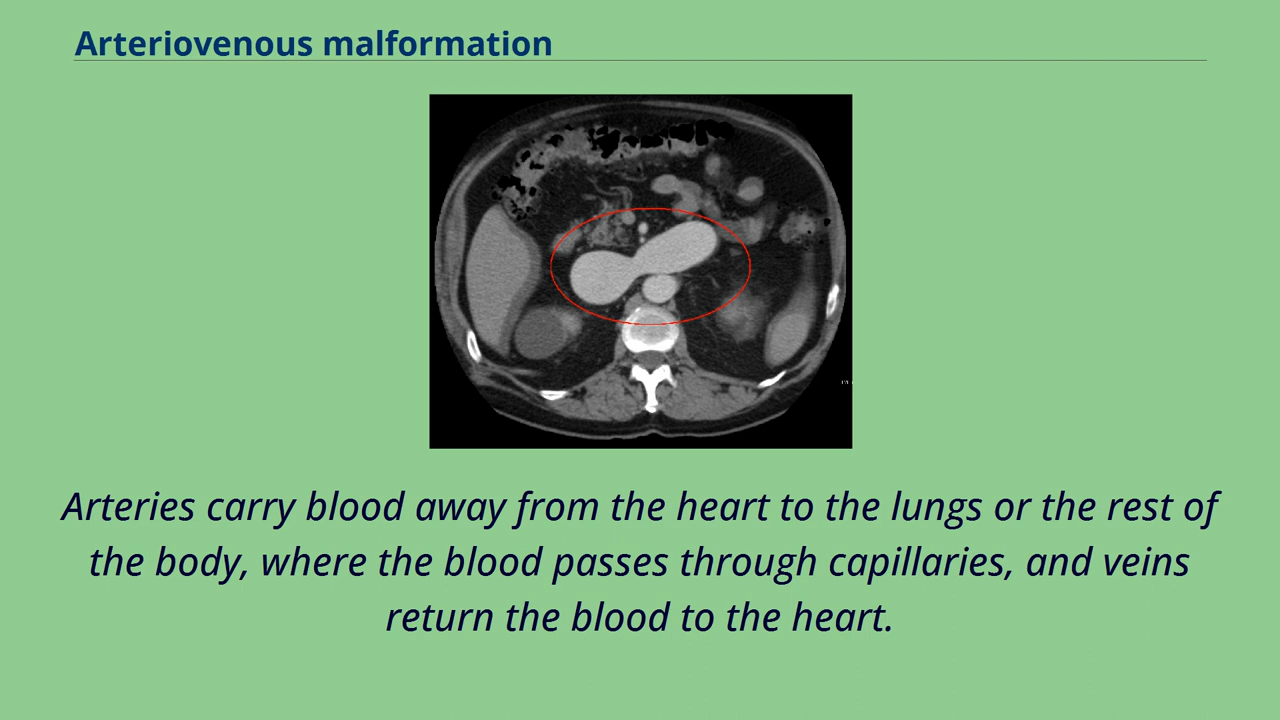 Arteriovenous malformation
Arteries carry blood away from the heart to the lungs or the rest of
the body, where the blood passes through capillaries, and veins
return the blood to the heart.